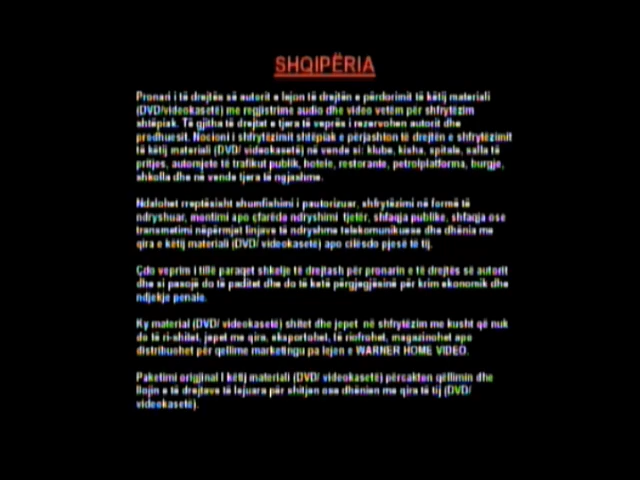 SHQIPËRIA
Pronari i të drejtës së autorit e lejon të drejtën e përdorimit të këtij materiali
(DVD/videokasetë) me regjistrime audio dhe video vetëm për shfrytëzim
shtëpiak. Të gjitha të drejtat e tjera të veprës i rezervohen autorit dhe
prodhuesit. Nocioni i shfrytëzimit shtëpiak e përjashton të drejtën e shfrytëzimit
të këtij materiali (DVD/ videokasetë) në vende si: klube, kisha, spitale, salla të
pritjes, automjete të trafikut publik, hotele, restorante, petrolplatforma, burgje,
shkolla dhe në vende tjera të ngjashme.
Ndalohet rreptësisht shumfishimi i pautorizuar, shfrytëzimi në formë të
ndryshuar, montimi apo çfarëdo ndryshimi tjetër, shfaqja publike, shfaqja ose
transmetimi nëpërmjet linjave të ndryshme telekomunikuese dhe dhënia me
qira e këtij materiali (DVD/ videokasetë) apo cilësdo pjesë të tij.
Çdo veprim i tillë paraqet shkelje të drejtash për pronarin e të drejtës së autorit
dhe si pasojë do të paditet dhe do të ketë përgjegjësinë për krim ekonomik dhe
ndjekje penale.
Ky material (DVD/ videokasetë) shitet dhe jepet në shfrytëzim me kusht që nuk
do të ri-shitet, jepet me qira, eksportohet, të riofrohet, magazinohet apo
distribuohet për qëllime marketingu pa lejen e WARNER HOME VIDEO.
Paketimi origjinal i këtij materiali (DVD/ videokasetë) përcakton qëllimin dhe
llojin e të drejtave të lejuara për shitjen ose dhënien me qira të tij (DVD/
videokasetë).